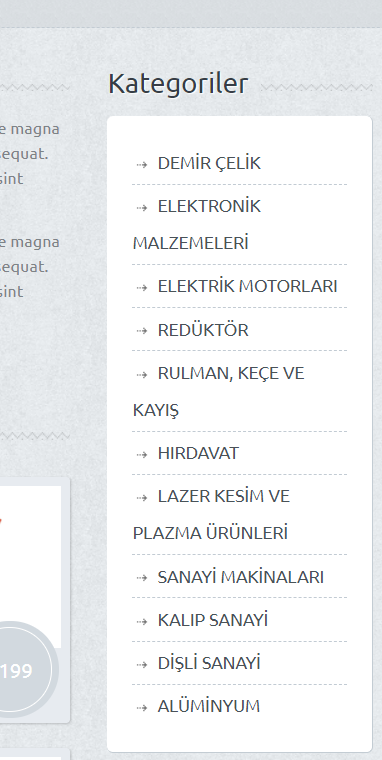 Kategoriler
e magna
sequat.
sint
e magna
sequat.
sint
⇢ DEMİR ÇELİK
⇢ ELEKTRONİK
MALZEMELERİ
⇢ ELEKTRİK MOTORLARI
⇢ REDÜKTÖR
⇢ RULMAN, KEÇE VE
KAYIŞ
⇢ HIRDAVAT
⇢ LAZER KESİM VE
PLAZMA ÜRÜNLERİ
⇢ SANAYİ MAKİNALARI
⇢ KALIP SANAYİ
⇢ DİŞLİ SANAYİ
⇢ ALÜMİNYUM
199